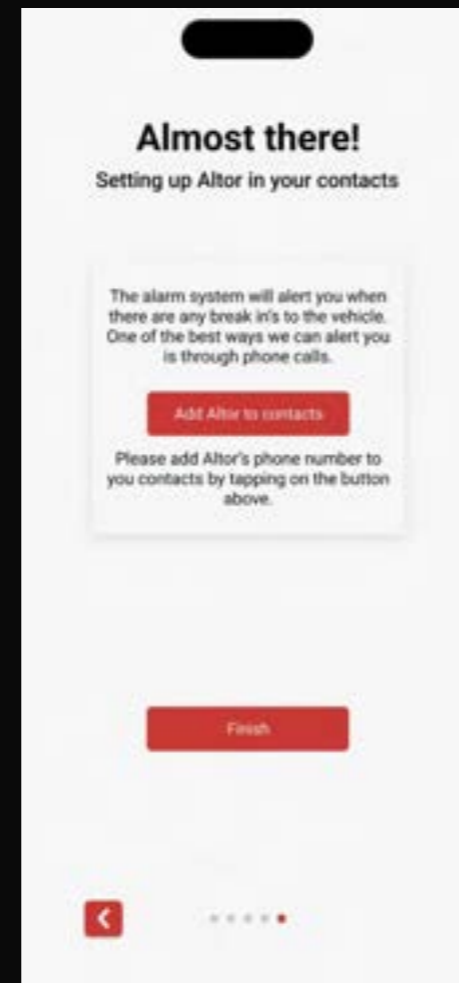 Almost there!
Setting up Altor in your contacts
The alarm system will alert you when
there are any break in's to the vehicle.
One of the best ways we can alert you
is through phone calls.
Add Altor to contacts
Please add Altor's phone number to
you contacts by tapping on the button
above.
Finish